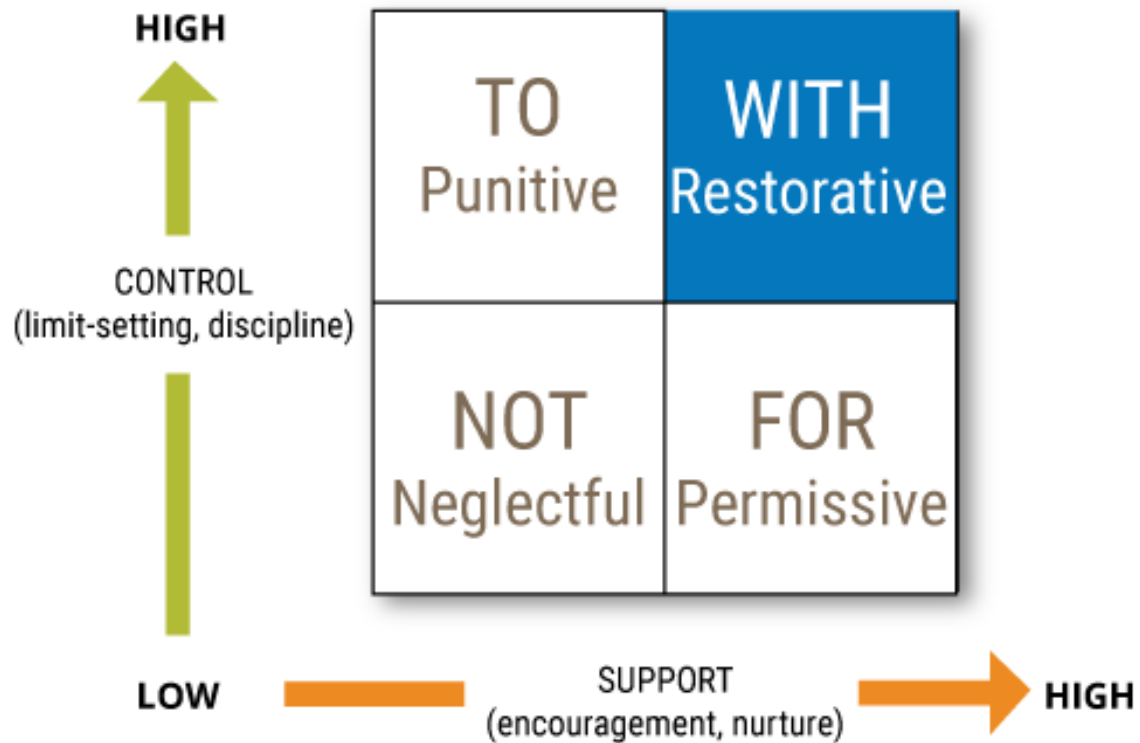 HIGH
TO
Punitive
WITH
Restorative
CONTROL
(limit-setting, discipline)
NOT
Neglectful
FOR
Permissive
LOW
SUPPORT
(encouragement, nurture)
HIGH